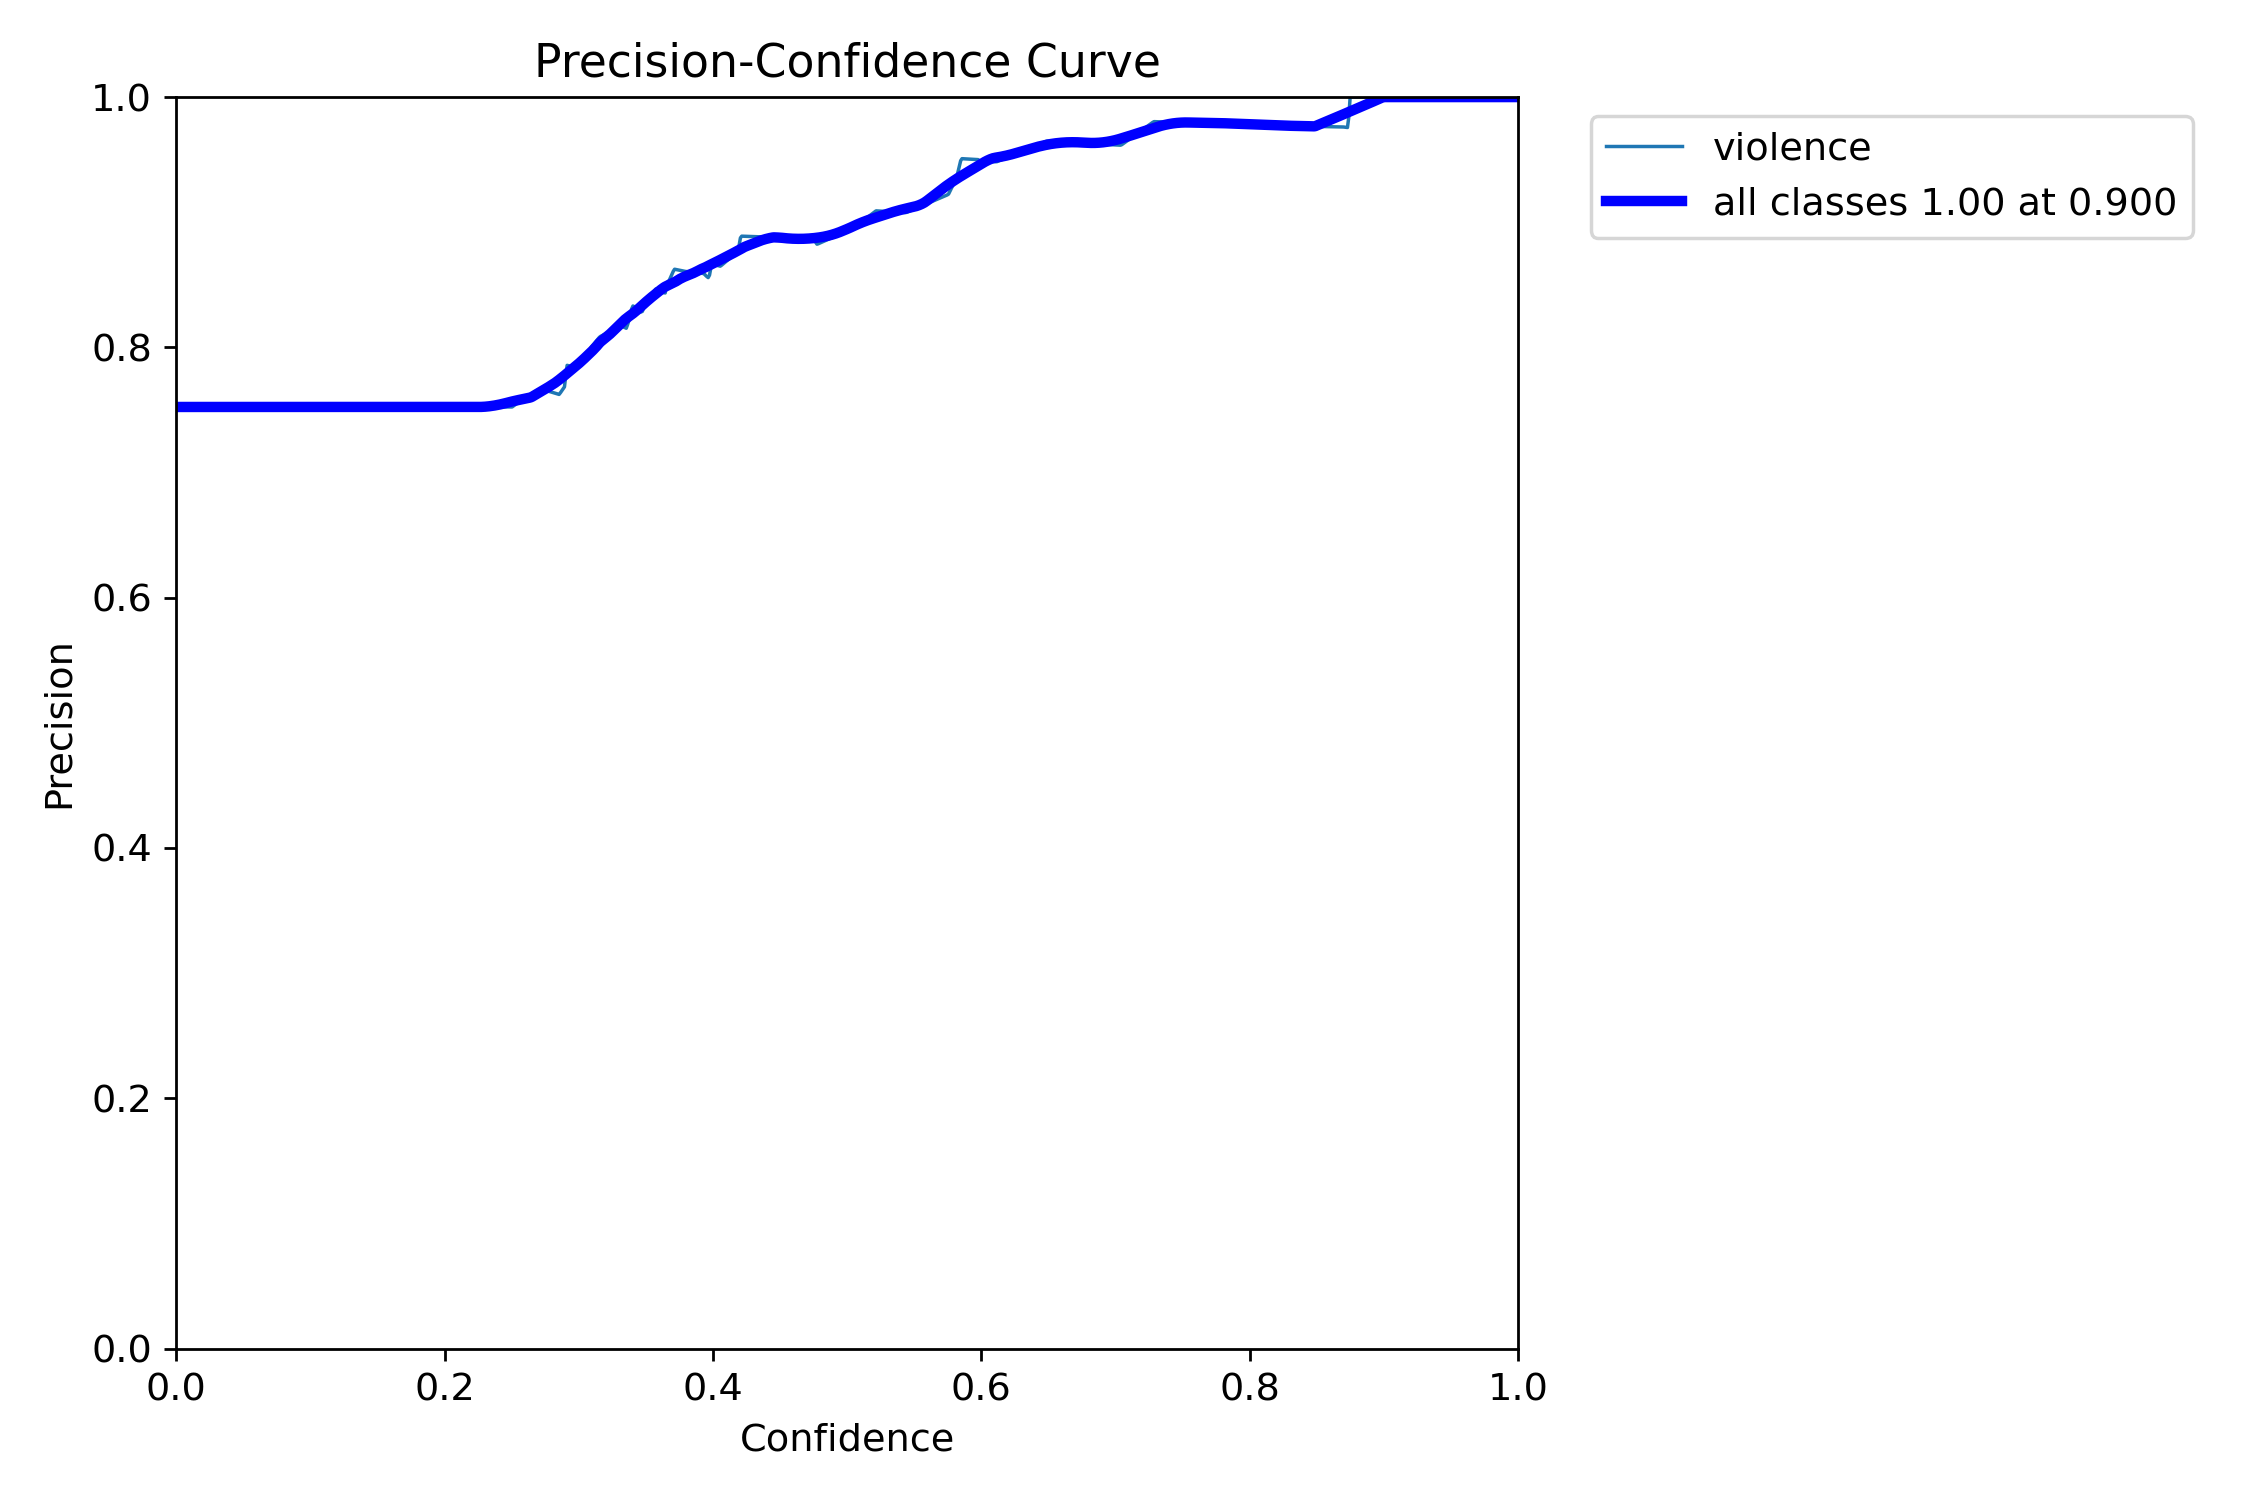 Precision-Confidence Curve
1.0
0.8
0.6
0.4
0.2
0.0
Precision
0.0 0.2 0.4 0.6 0.8 1.0
Confidence
violence
all classes 1.00 at 0.900